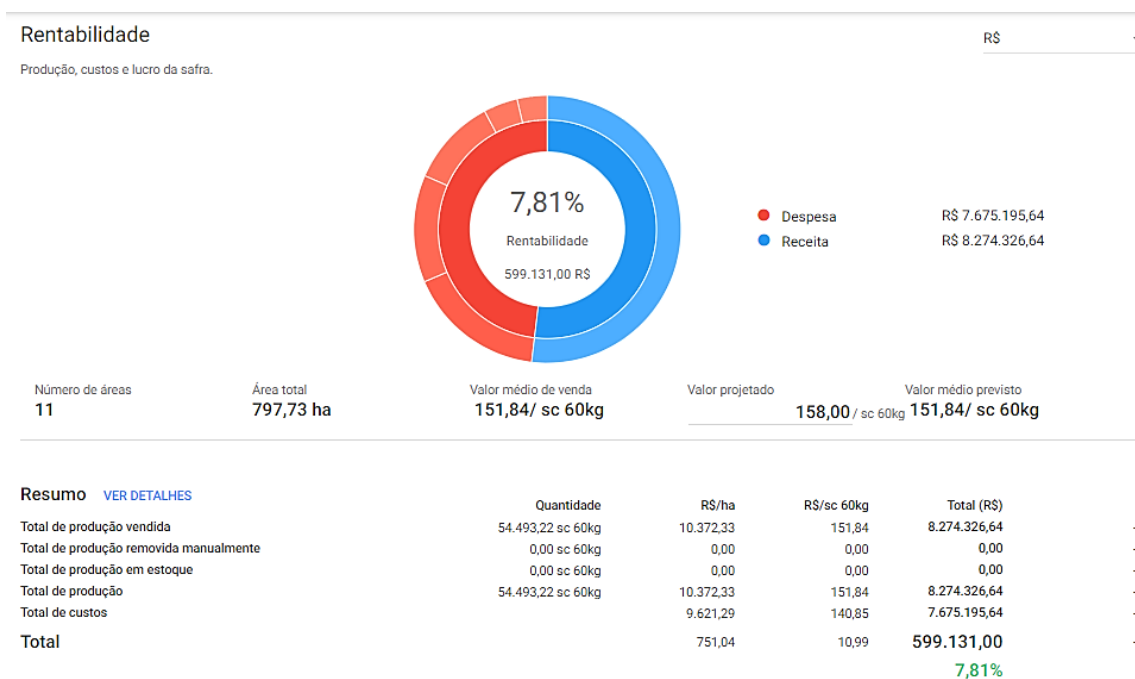 Rentabilidade
R$
Produção, custos e lucro da safra.
7,81%
Rentabilidade
599.131,00 R$
Despesa R$ 7.675.195,64
Receita R$ 8.274.326,64
Número de áreas Área total Valor médio de venda Valor projetado Valor médio previsto
11 797,73 ha 151,84/ sc 60kg 158,00 / sc 60kg 151,84/ sc 60kg
Resumo VER DETALHES
Quantidade R$/ha R$/sc 60kg Total (R$)
Total de produção vendida 54.493,22 sc 60kg 10.372,33 151,84 8.274.326,64
Total de produção removida manualmente 0,00 sc 60kg 0,00 0,00 0,00
Total de produção em estoque 0,00 sc 60kg 0,00 0,00 0,00
Total de produção 54.493,22 sc 60kg 10.372,33 151,84 8.274.326,64
Total de custos 9.621,29 140,85 7.675.195,64
Total 751,04 10,99 599.131,00
7,81%